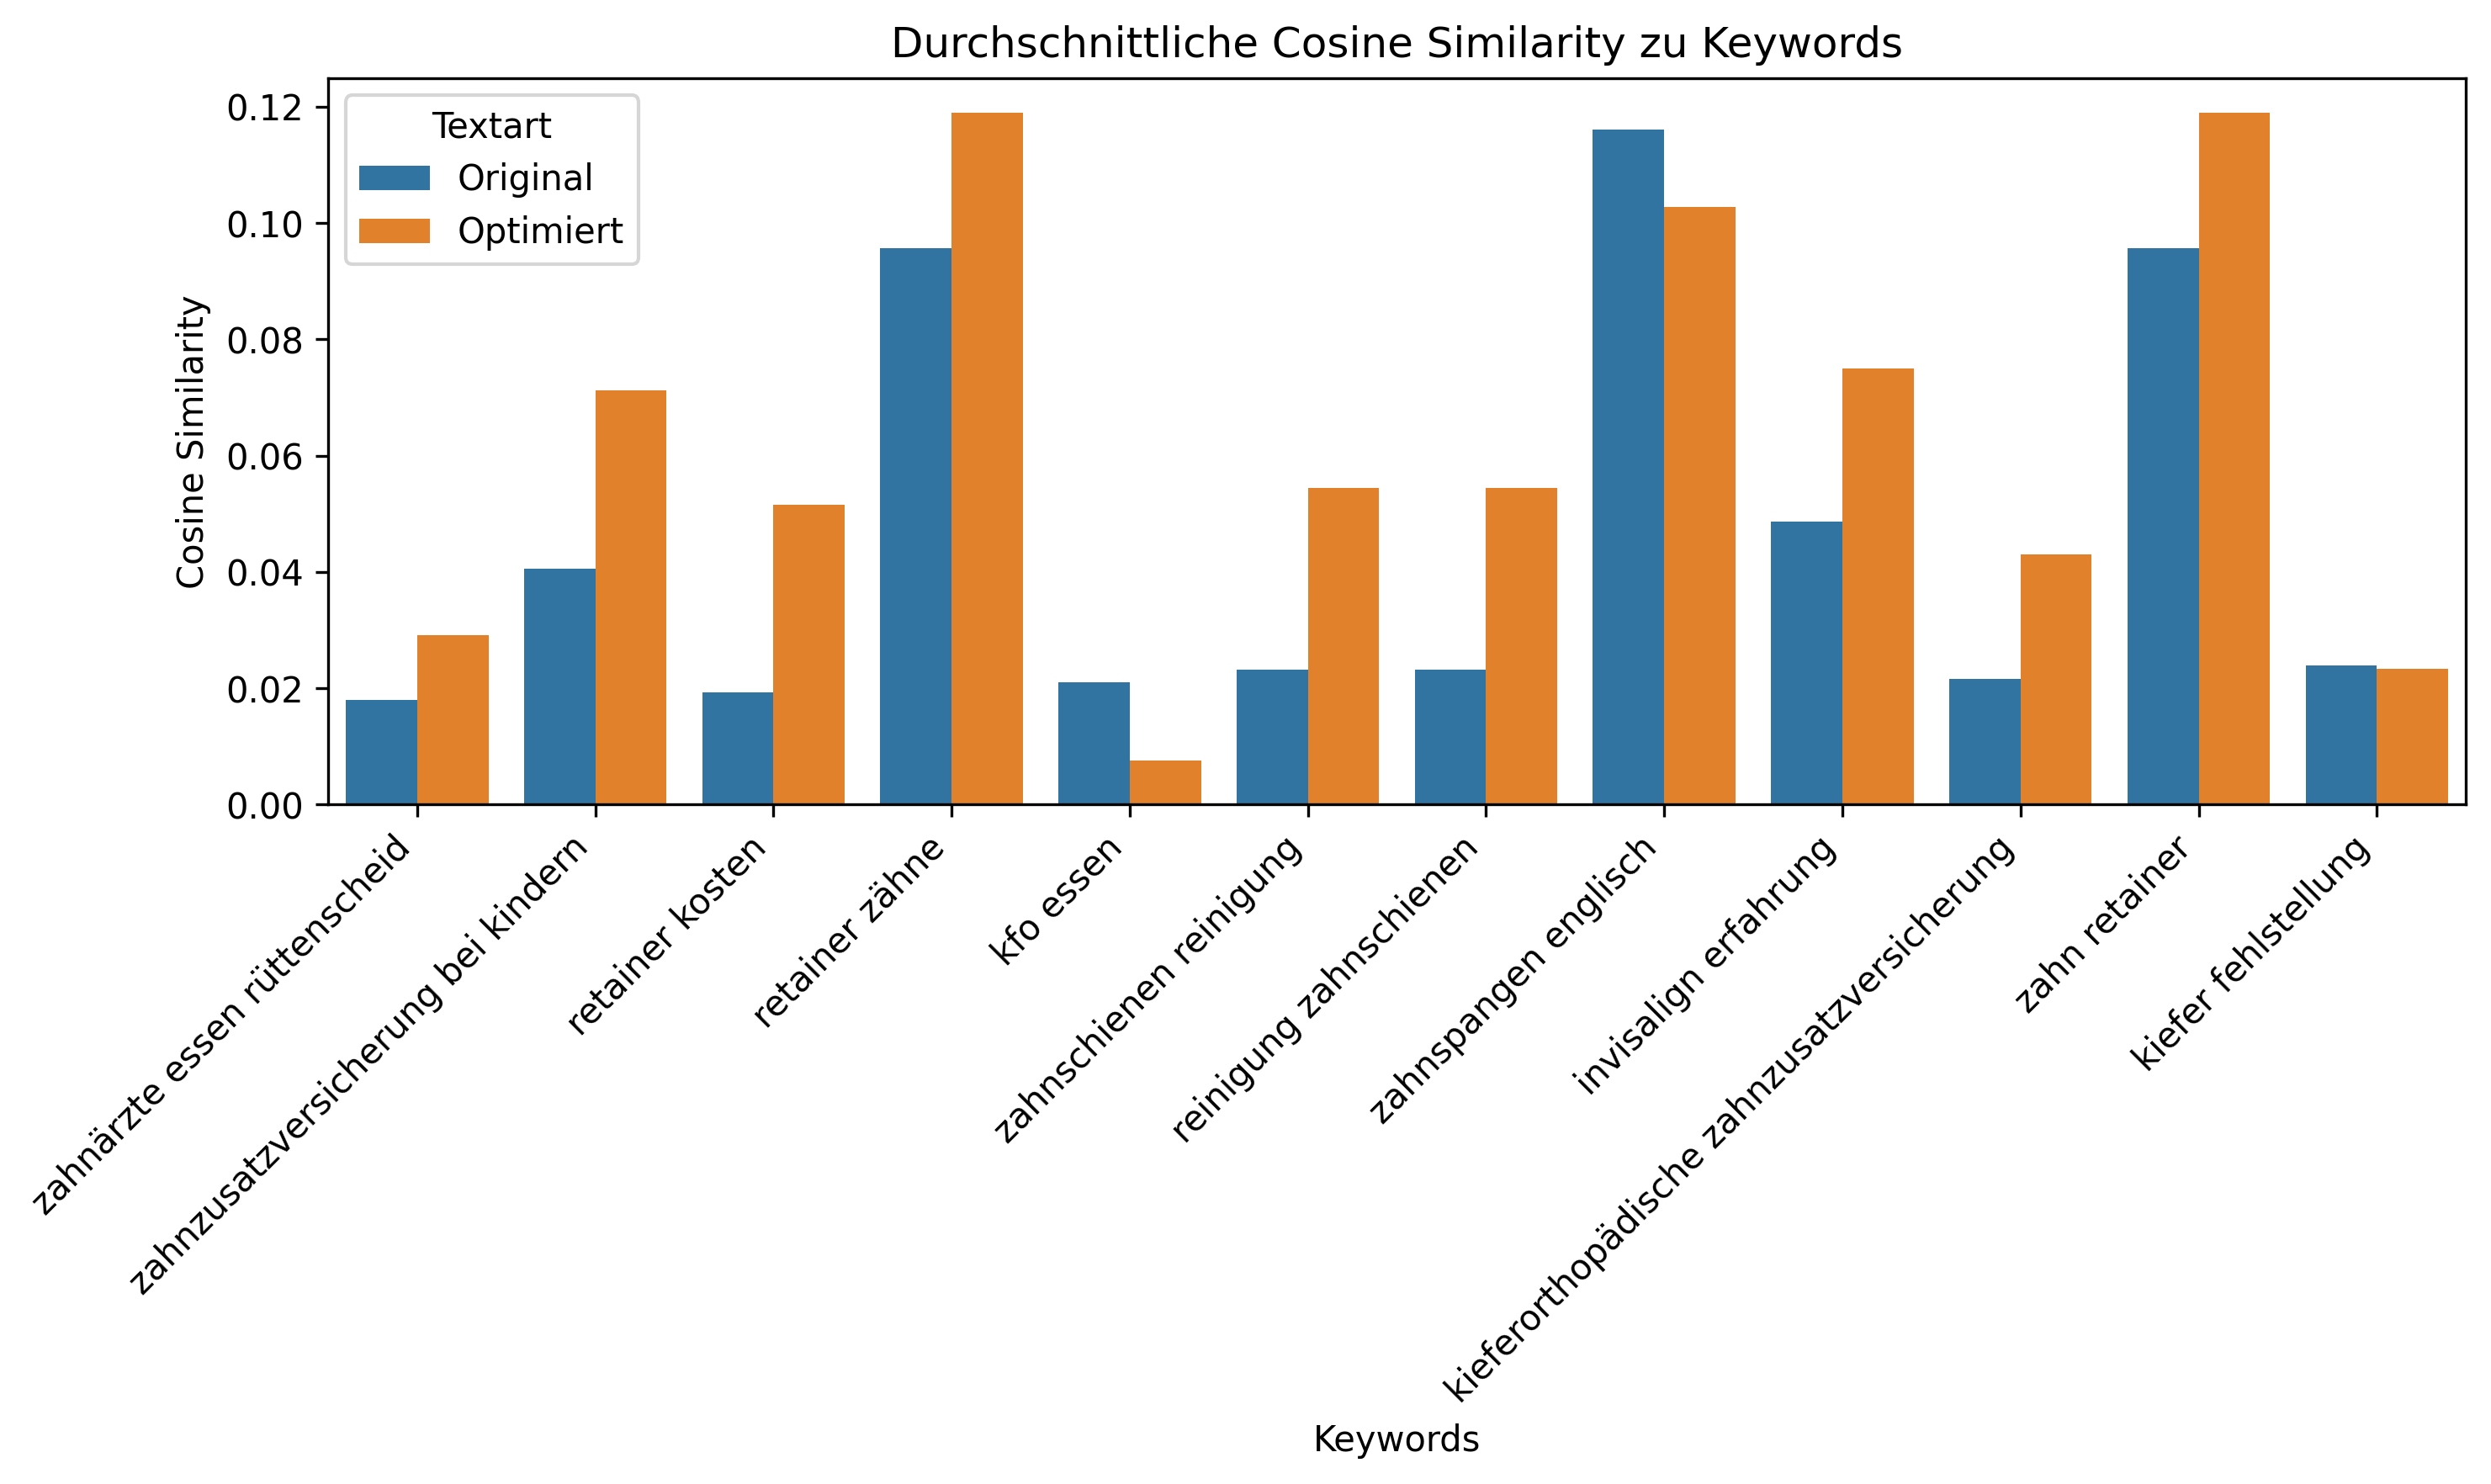 Durchschnittliche Cosine Similarity zu Keywords
Textart
Original
Optimiert
Cosine Similarity
0.12
0.10
0.08
0.06
0.04
0.02
0.00
zahnärzte essen rüttenscheid
zahnzusatzversicherung bei kindern
retainer kosten
retainer zähne
kfo essen
zahnschienen reinigung
reinigung zahnschienen
zahnspangen englisch
invisalign erfahrung
kieferorthopädische zahnzusatzversicherung
zahn retainer
kiefer fehlstellung
Keywords